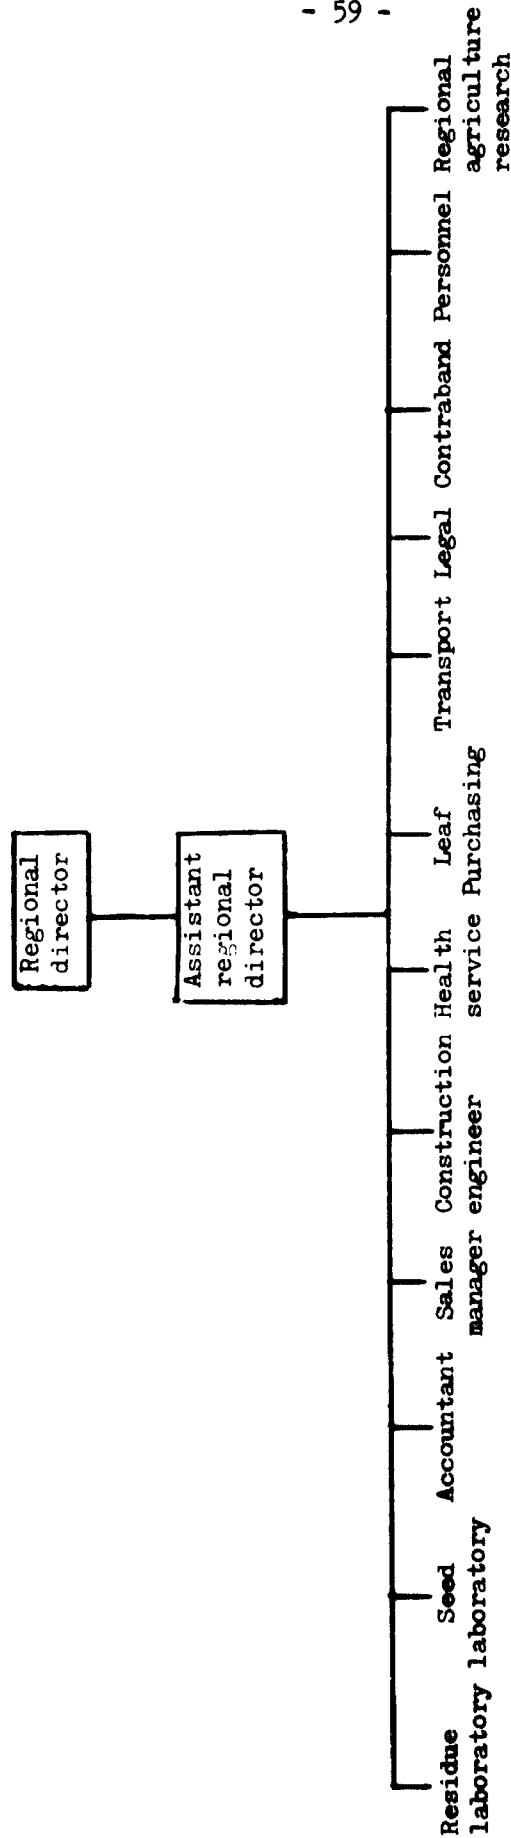 - 59 -
Regional
director
Assistant
regional
director
Residue
laboratory
Seed
laboratory
Accountant
Sales
manager
Construction
engineer
Health
service
Leaf
Purchasing
Transport
Legal
Contraband
Personnel
Regional
agriculture
research